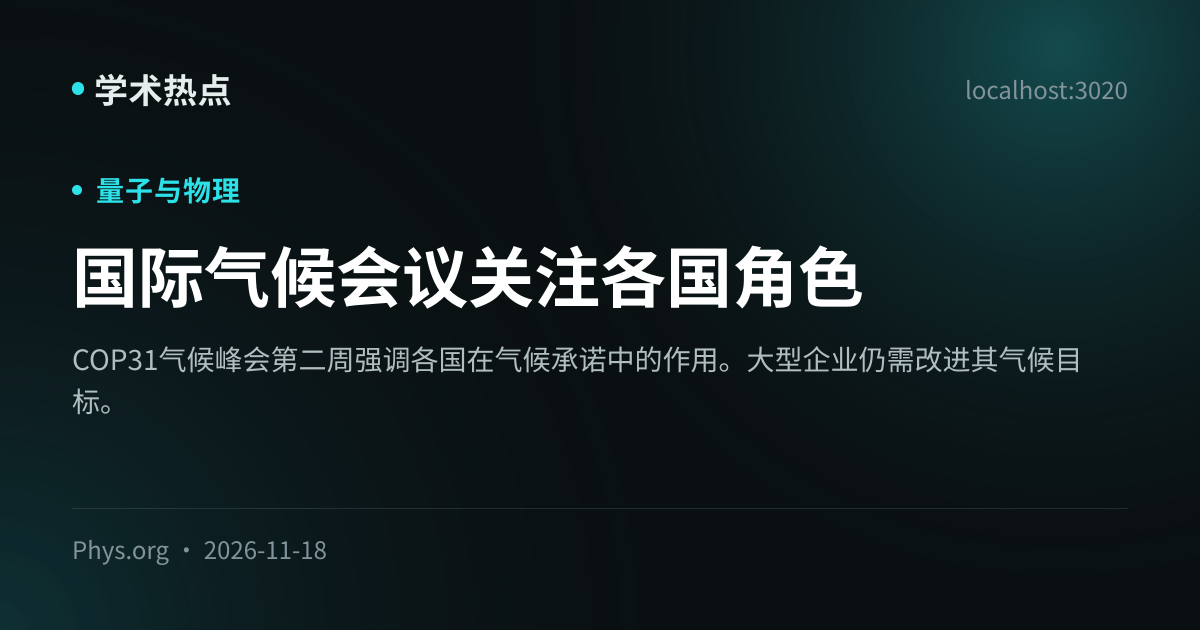 学术热点
localhost:3020
量子与物理
国际气候会议关注各国角色
COP31气候峰会第二周强调各国在气候承诺中的作用。大型企业仍需改进其气候目
标。
Phys.org · 2026-11-18